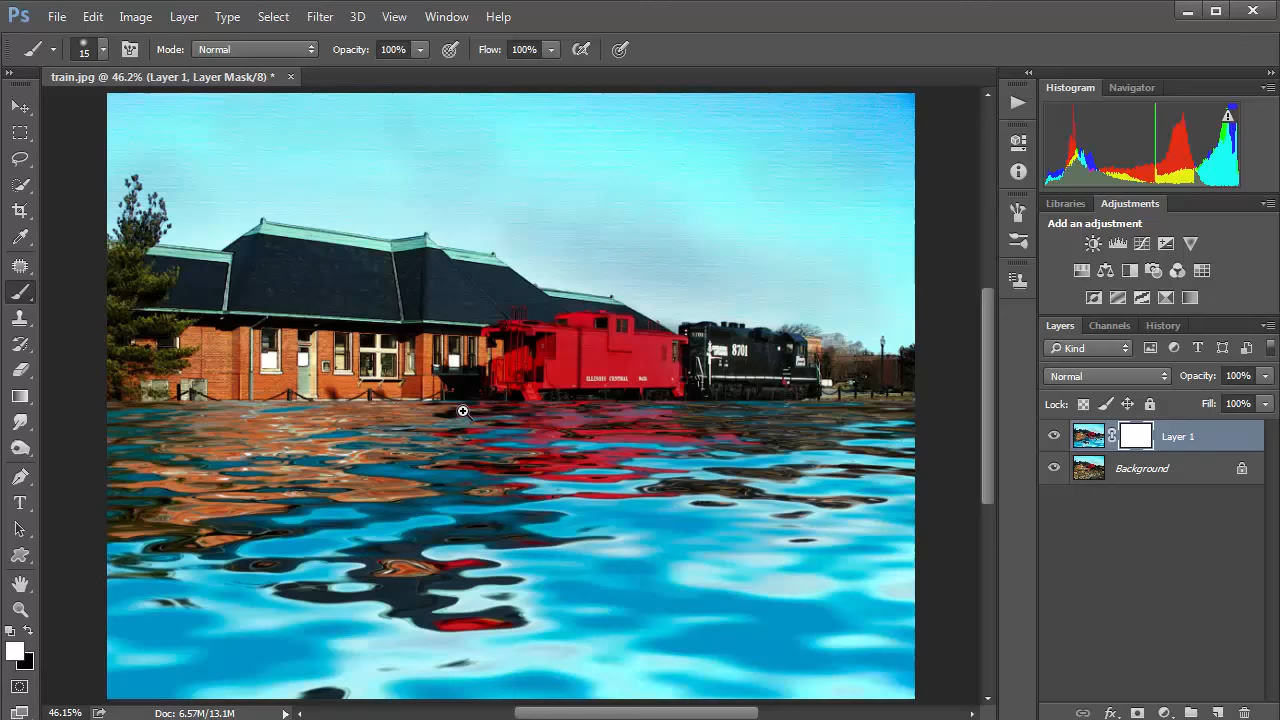 Ps File Edit Image Layer Type Select Filter 3D View Window Help
15 Mode: Normal Opacity: 100% Flow: 100%
train.jpg @ 46.2% (Layer 1, Layer Mask/8) * ×
Histogram Navigator
Libraries Adjustments
Add an adjustment
Layers Channels History
Kind
Normal Opacity: 100%
Lock: Fill: 100%
Layer 1
Background
8701
ILLINOIS CENTRAL
46.15% Doc: 6.57M/13.1M